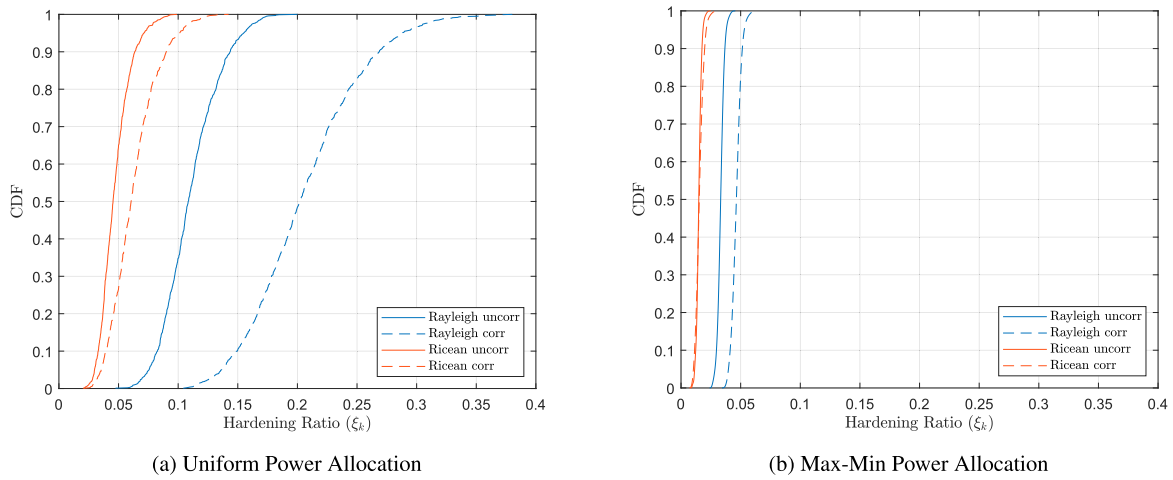 1
0.9
0.8
0.7
0.6
0.5
0.4
0.3
0.2
0.1
0
CDF
Rayleigh uncorr
Rayleigh corr
Ricean uncorr
Ricean corr
0 0.05 0.1 0.15 0.2 0.25 0.3 0.35 0.4
Hardening Ratio (ξₖ)
(a) Uniform Power Allocation
1
0.9
0.8
0.7
0.6
0.5
0.4
0.3
0.2
0.1
0
CDF
Rayleigh uncorr
Rayleigh corr
Ricean uncorr
Ricean corr
0 0.05 0.1 0.15 0.2 0.25 0.3 0.35 0.4
Hardening Ratio (ξₖ)
(b) Max-Min Power Allocation